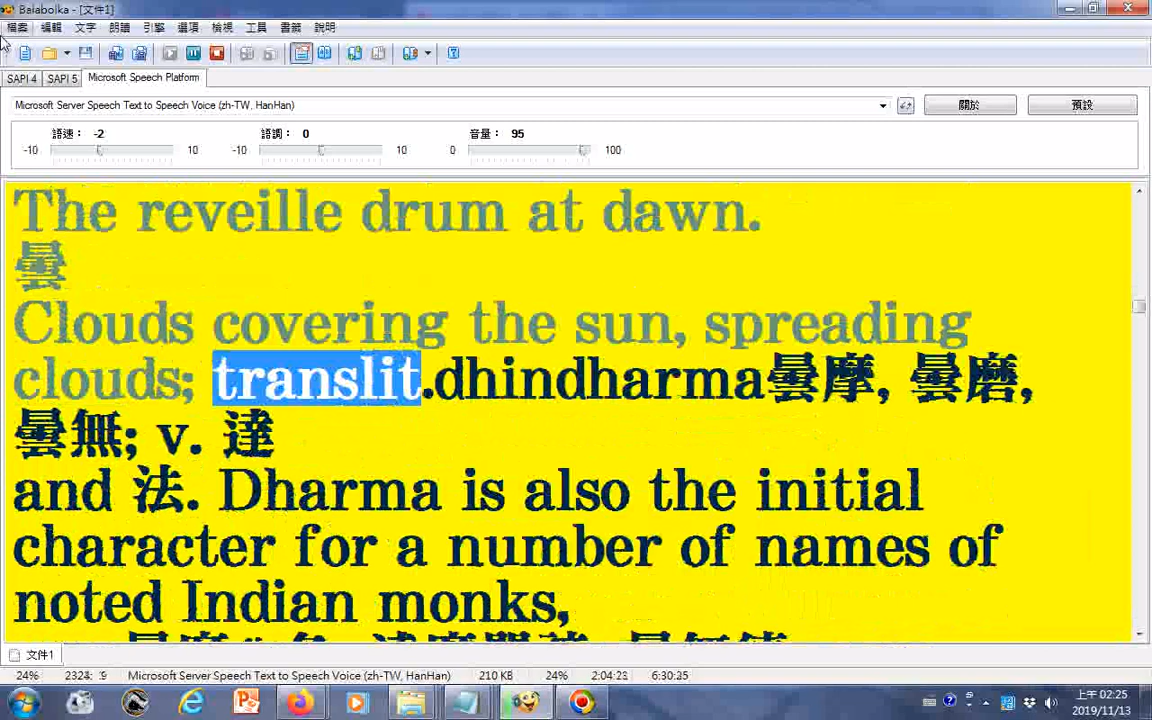 Balabolka - [文件1]
檔案 編輯 文字 朗讀 引擎 選項 檢視 工具 書籤 說明
SAPI 4 SAPI 5 Microsoft Speech Platform
Microsoft Server Speech Text to Speech Voice (zh-TW, HanHan) 關於 預設
語速： -2 語調： 0 音量： 95
-10 10 -10 10 0 100
The reveille drum at dawn.
曇
Clouds covering the sun, spreading
clouds; translit.dhindharma曇摩, 曇磨,
曇無; v. 達
and 法. Dharma is also the initial
character for a number of names of
noted Indian monks,
文件1
24% Microsoft Server Speech Text to Speech Voice (zh-TW, HanHan) 210 KB 24% 6:30:25
上午 02:25
2019/11/13